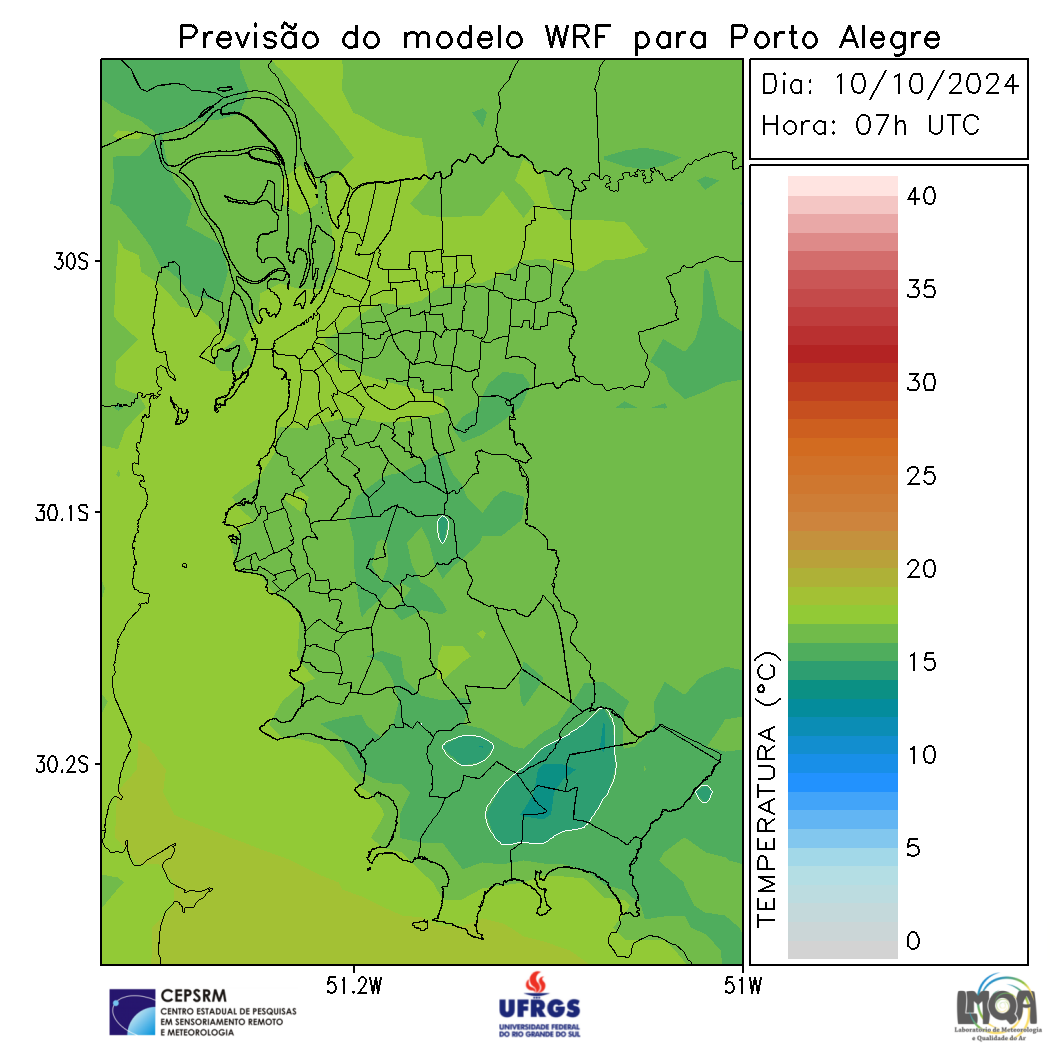 Previsão do modelo WRF para Porto Alegre
Dia: 10/10/2024
Hora: 07h UTC
40
35
30
25
20
15
10
5
0
TEMPERATURA (°C)
30S
30.1S
30.2S
51.2W
51W
CEPSRM
CENTRO ESTADUAL DE PESQUISAS
EM SENSORIAMENTO REMOTO
E METEOROLOGIA
UFRGS
UNIVERSIDADE FEDERAL
DO RIO GRANDE DO SUL
LMQA
Laboratório de Meteorologia
e Qualidade do Ar